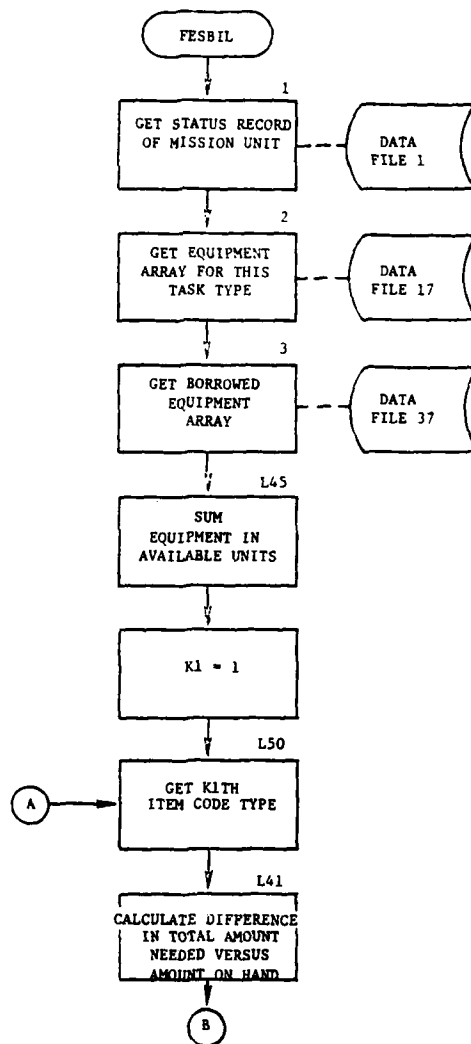 FESBIL
1
GET STATUS RECORD
OF MISSION UNIT
DATA
FILE 1
2
GET EQUIPMENT
ARRAY FOR THIS
TASK TYPE
DATA
FILE 17
3
GET BORROWED
EQUIPMENT
ARRAY
DATA
FILE 37
L45
SUM
EQUIPMENT IN
AVAILABLE UNITS
K1 = 1
L50
A
GET K1TH
ITEM CODE TYPE
L41
CALCULATE DIFFERENCE
IN TOTAL AMOUNT
NEEDED VERSUS
AMOUNT ON HAND
B